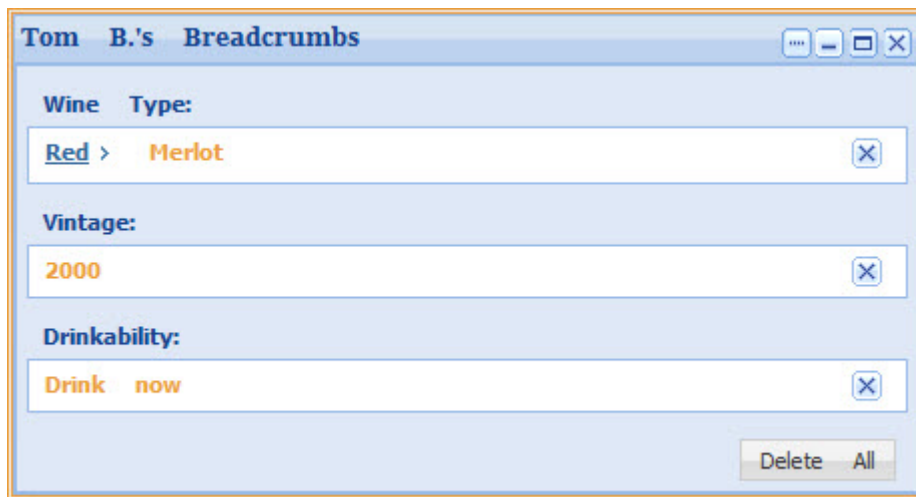 Tom B.'s Breadcrumbs
Wine Type:
Red > Merlot
Vintage:
2000
Drinkability:
Drink now
Delete All